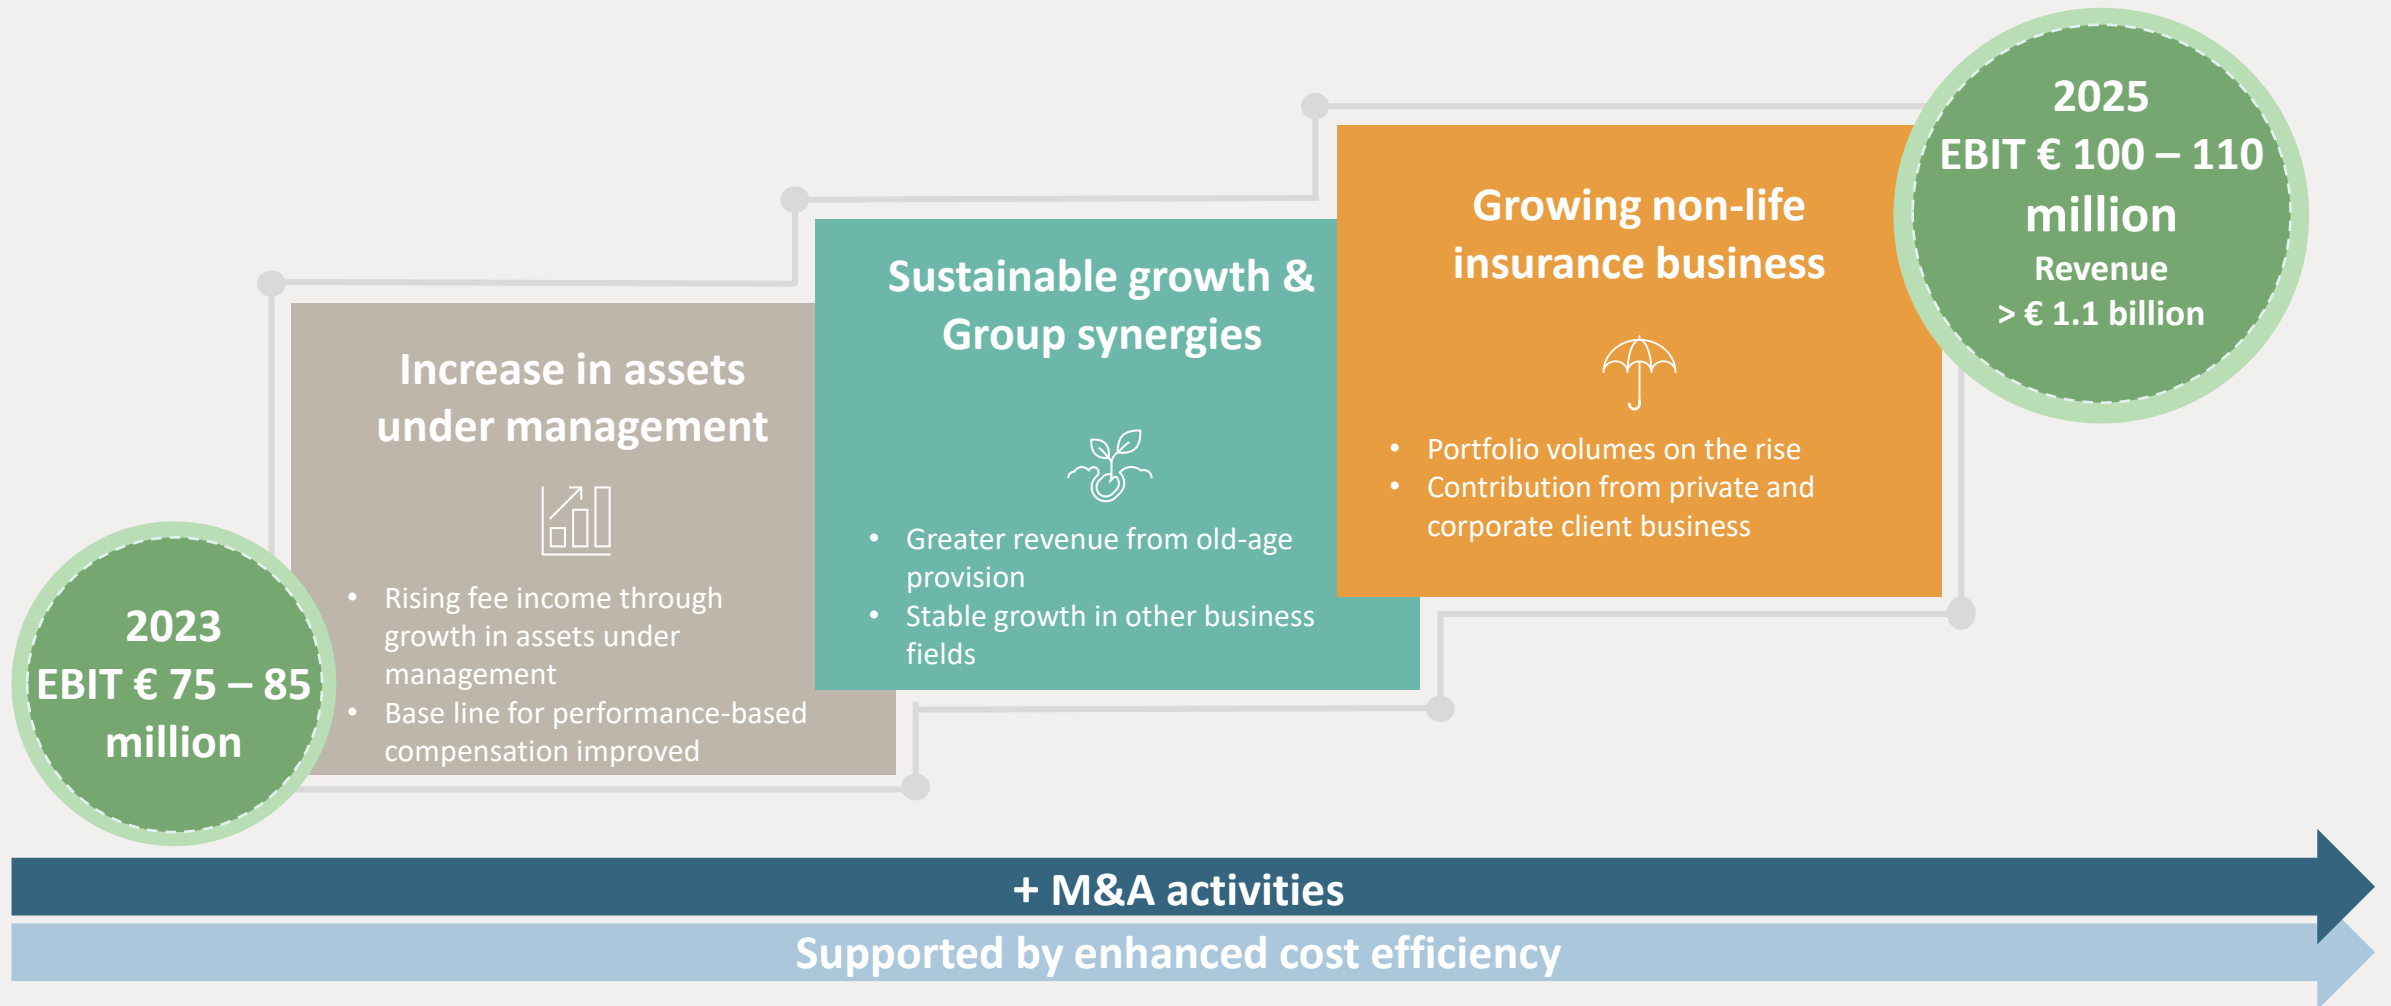 2023
EBIT € 75 – 85
million
Increase in assets
under management
• Rising fee income through
growth in assets under
management
• Base line for performance-based
compensation improved
Sustainable growth &
Group synergies
• Greater revenue from old-age
provision
• Stable growth in other business
fields
Growing non-life
insurance business
• Portfolio volumes on the rise
• Contribution from private and
corporate client business
2025
EBIT € 100 – 110
million
Revenue
> € 1.1 billion
+ M&A activities
Supported by enhanced cost efficiency